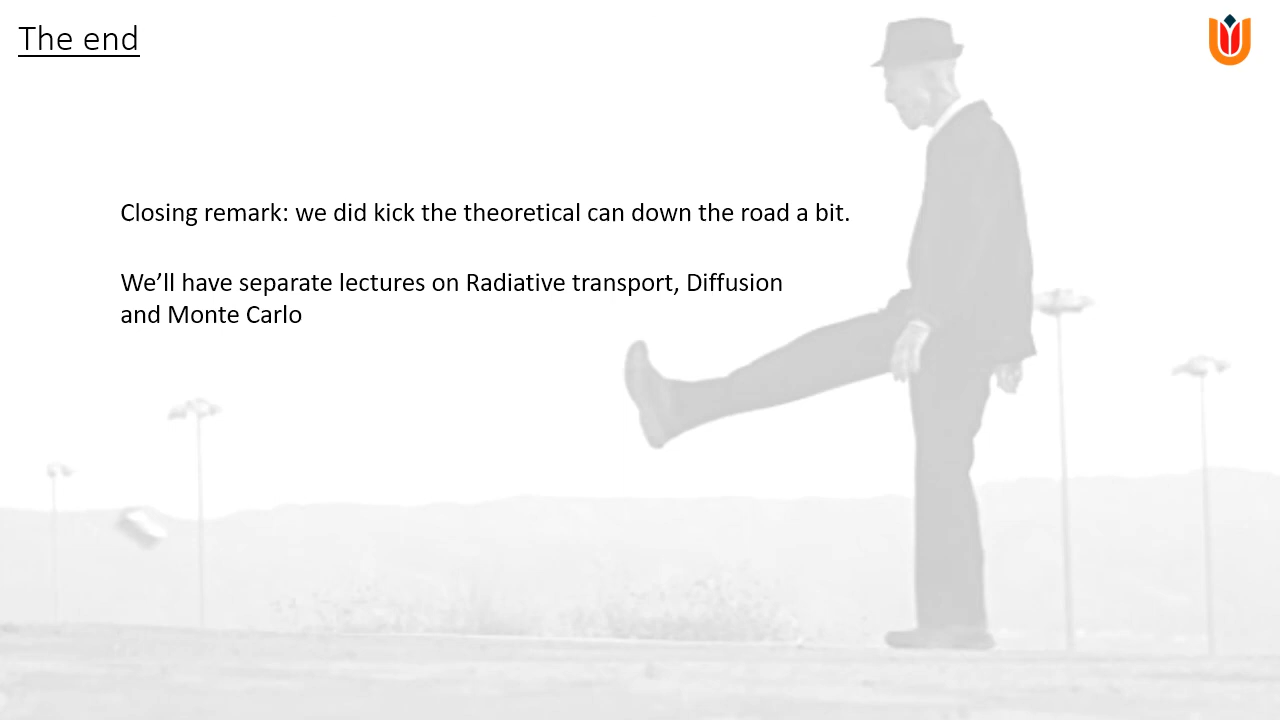 The end
Closing remark: we did kick the theoretical can down the road a bit.
We’ll have separate lectures on Radiative transport, Diffusion
and Monte Carlo